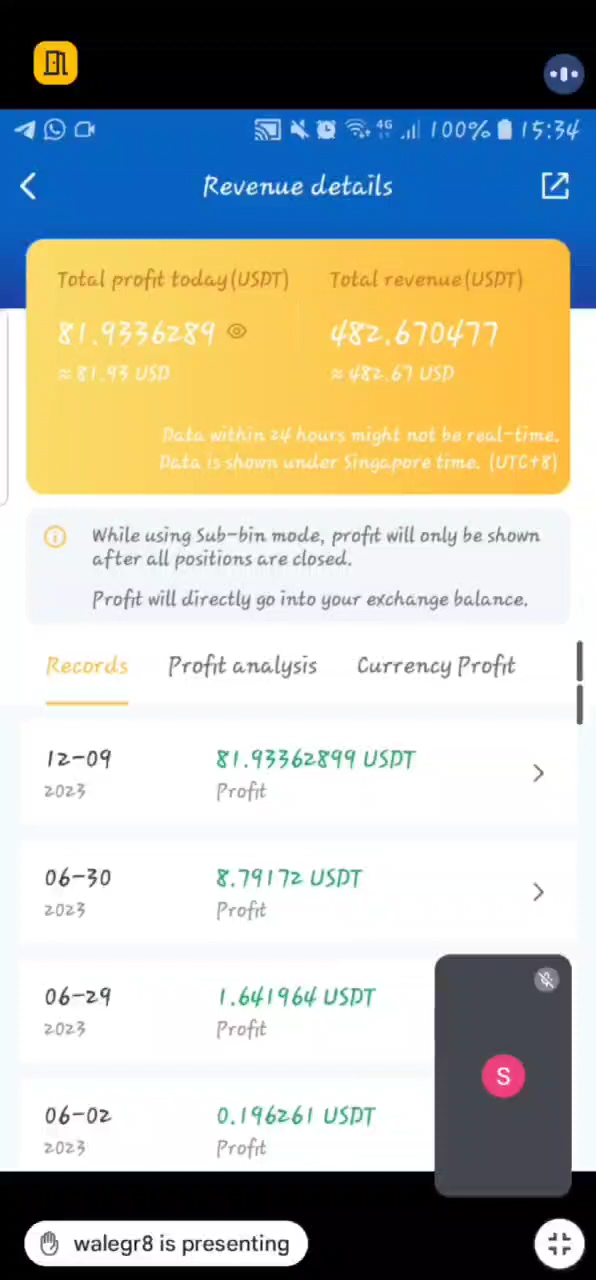 4G 100% 15:34
Revenue details
Total profit today(USDT) Total revenue(USDT)
81.9336289 482.670477
≈ 81.93 USD ≈ 482.67 USD
Data within 24 hours might not be real-time.
Data is shown under Singapore time. (UTC+8)
While using Sub-bin mode, profit will only be shown
after all positions are closed.
Profit will directly go into your exchange balance.
Records Profit analysis Currency Profit
12-09 81.93362899 USDT
2023 Profit
06-30 8.79172 USDT
2023 Profit
06-29 1.641964 USDT
2023 Profit
S
06-02 0.196261 USDT
2023 Profit
walegr8 is presenting